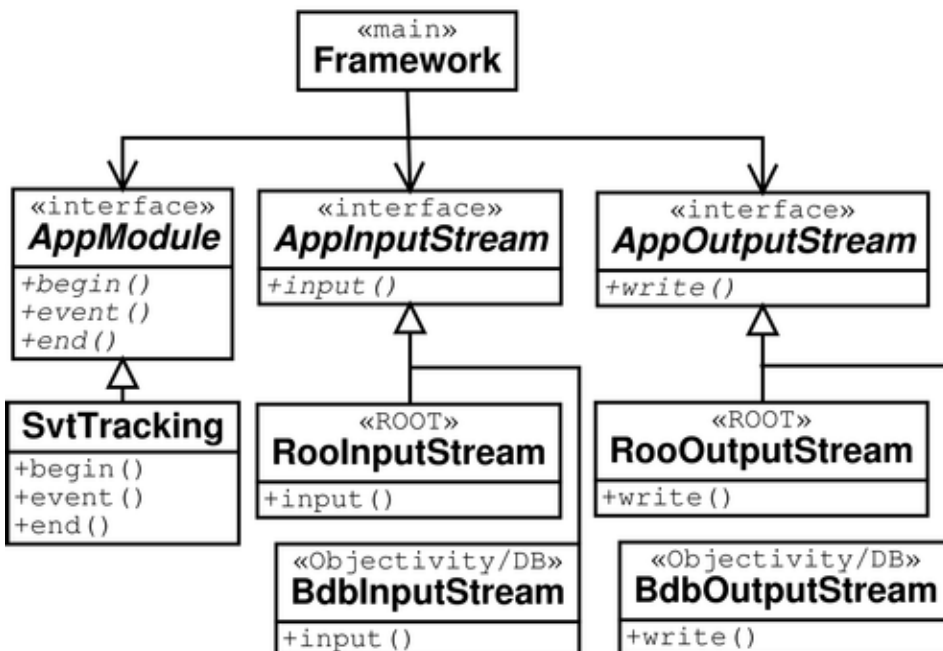 «main»
Framework
«interface»
AppModule
+begin()
+event()
+end()
«interface»
AppInputStream
+input()
«interface»
AppOutputStream
+write()
SvtTracking
+begin()
+event()
+end()
«ROOT»
RooInputStream
+input()
«ROOT»
RooOutputStream
+write()
«Objectivity/DB»
BdbInputStream
+input()
«Objectivity/DB»
BdbOutputStream
+write()